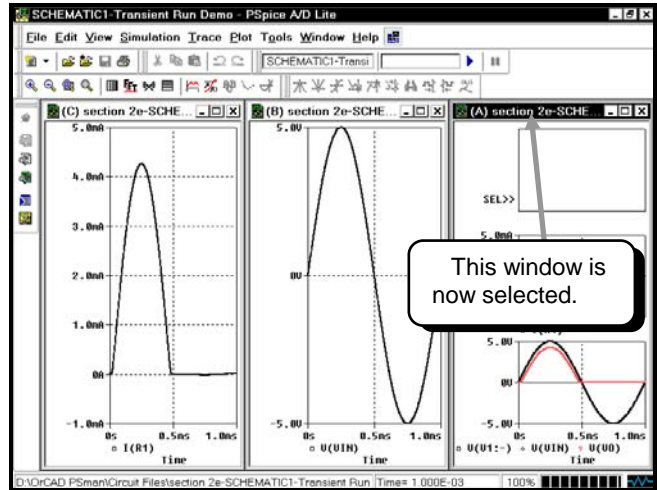 SCHEMATIC1-Transient Run Demo - PSpice A/D Lite
File Edit View Simulation Trace Plot Tools Window Help
SCHEMATIC1-Transi
(C) section 2e-SCHE...
5.0mA
4.0mA
3.0mA
2.0mA
1.0mA
0A
-1.0mA
0s 0.5ms 1.0ms
I(R1)
Time
(B) section 2e-SCHE...
5.0V
0V
-5.0V
0s 0.5ms 1.0ms
V(VIN)
Time
(A) section 2e-SCHE...
SEL>>
5.0mA
This window is
now selected.
5.0V
0V
-5.0V
0s 0.5ms 1.0ms
V(V1:-) V(VIN) V(VO)
Time
D:\OrCAD PSman\Circuit Files\section 2e-SCHEMATIC1-Transient Run Time= 1.000E-03 100%